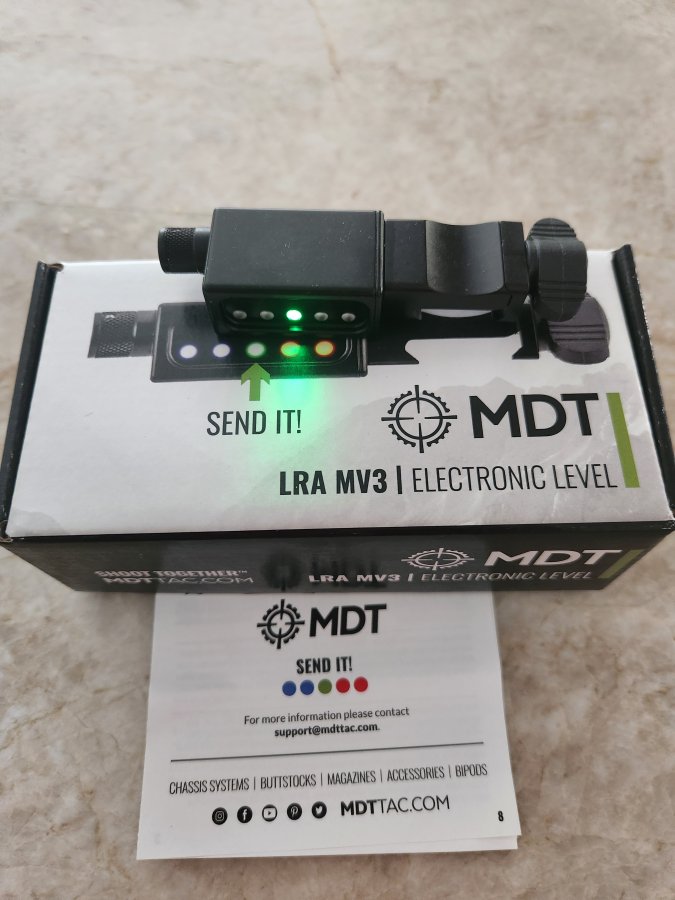 SEND IT!
MDT
LRA MV3 | ELECTRONIC LEVEL
SHOOT TOGETHER™
MDTTAC.COM
MDT
LRA MV3 | ELECTRONIC LEVEL
MDT
SEND IT!
For more information please contact
support@mdttac.com.
CHASSIS SYSTEMS | BUTTSTOCKS | MAGAZINES | ACCESSORIES | BIPODS
MDTTAC.COM
8